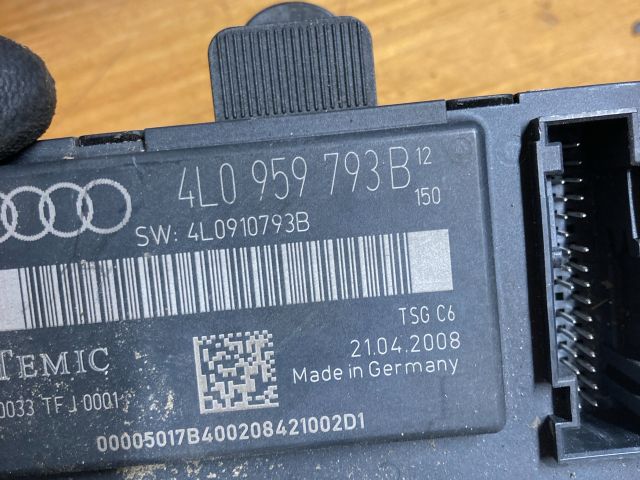 4L0 959 793 B 12
150
SW: 4L0910793B
TSG C6
TEMIC
21.04.2008
Made in Germany
0033 TFJ 0001
00005017B400208421002D1